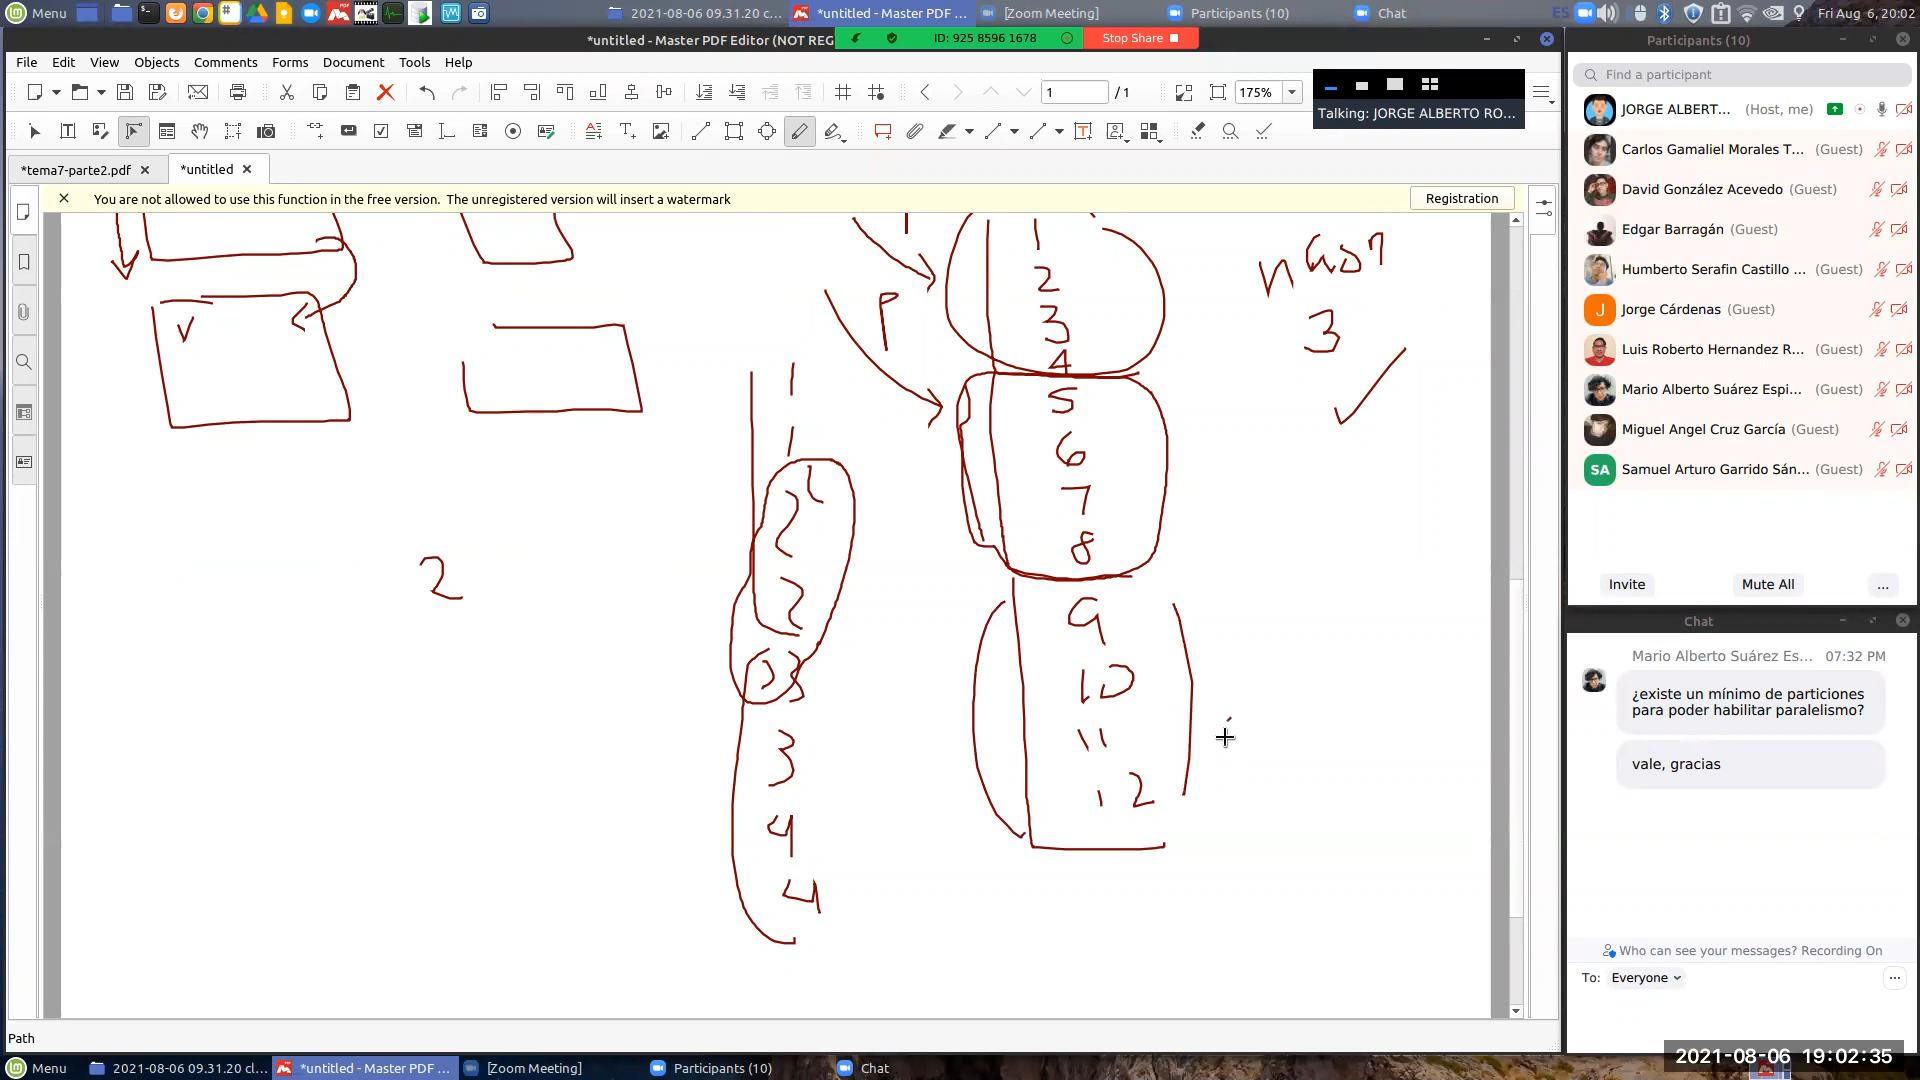 Menu
2021-08-06 09.31.20 c...
*untitled - Master PDF ...
[Zoom Meeting]
Participants (10)
Chat
ES
Fri Aug 6, 20:02
*untitled - Master PDF Editor (NOT REG
ID: 925 8596 1678
Stop Share
Participants (10)
File Edit View Objects Comments Forms Document Tools Help
Find a participant
1 / 1
175%
Talking: JORGE ALBERTO RO...
JORGE ALBERT... (Host, me)
Carlos Gamaliel Morales T... (Guest)
David González Acevedo (Guest)
Edgar Barragán (Guest)
Humberto Serafin Castillo ... (Guest)
J Jorge Cárdenas (Guest)
Luis Roberto Hernandez R... (Guest)
Mario Alberto Suárez Espi... (Guest)
Miguel Angel Cruz García (Guest)
SA Samuel Arturo Garrido Sán... (Guest)
Invite
Mute All
...
*tema7-parte2.pdf
*untitled
You are not allowed to use this function in the free version. The unregistered version will insert a watermark
Registration
V
2
P
1
1
2
2
3
3
4
4
1
2
3
4
5
6
7
8
9
10
11
12
3
Chat
Mario Alberto Suárez Es... 07:32 PM
¿existe un mínimo de particiones
para poder habilitar paralelismo?
vale, gracias
Who can see your messages? Recording On
To: Everyone
...
Path
2021-08-06 19:02:35
Menu
2021-08-06 09.31.20 cl...
*untitled - Master PDF ...
[Zoom Meeting]
Participants (10)
Chat